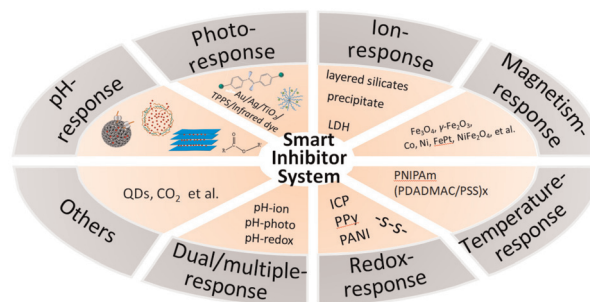 Photo-
response
Ion-
response
Magnetism-
response
Temperature-
response
Redox-
response
Dual/multiple-
response
Others
pH-
response
Smart
Inhibitor
System
Au/Ag/TiO₂/
TPPS/Infrared dye
layered silicates
precipitate
LDH
Fe₃O₄, γ-Fe₂O₃,
Co, Ni, FePt, NiFe₂O₄, et al.
PNIPAm
(PDADMAC/PSS)x
ICP
PPy
PANI
-S-S-
pH-ion
pH-photo
pH-redox
QDs, CO₂ et al.